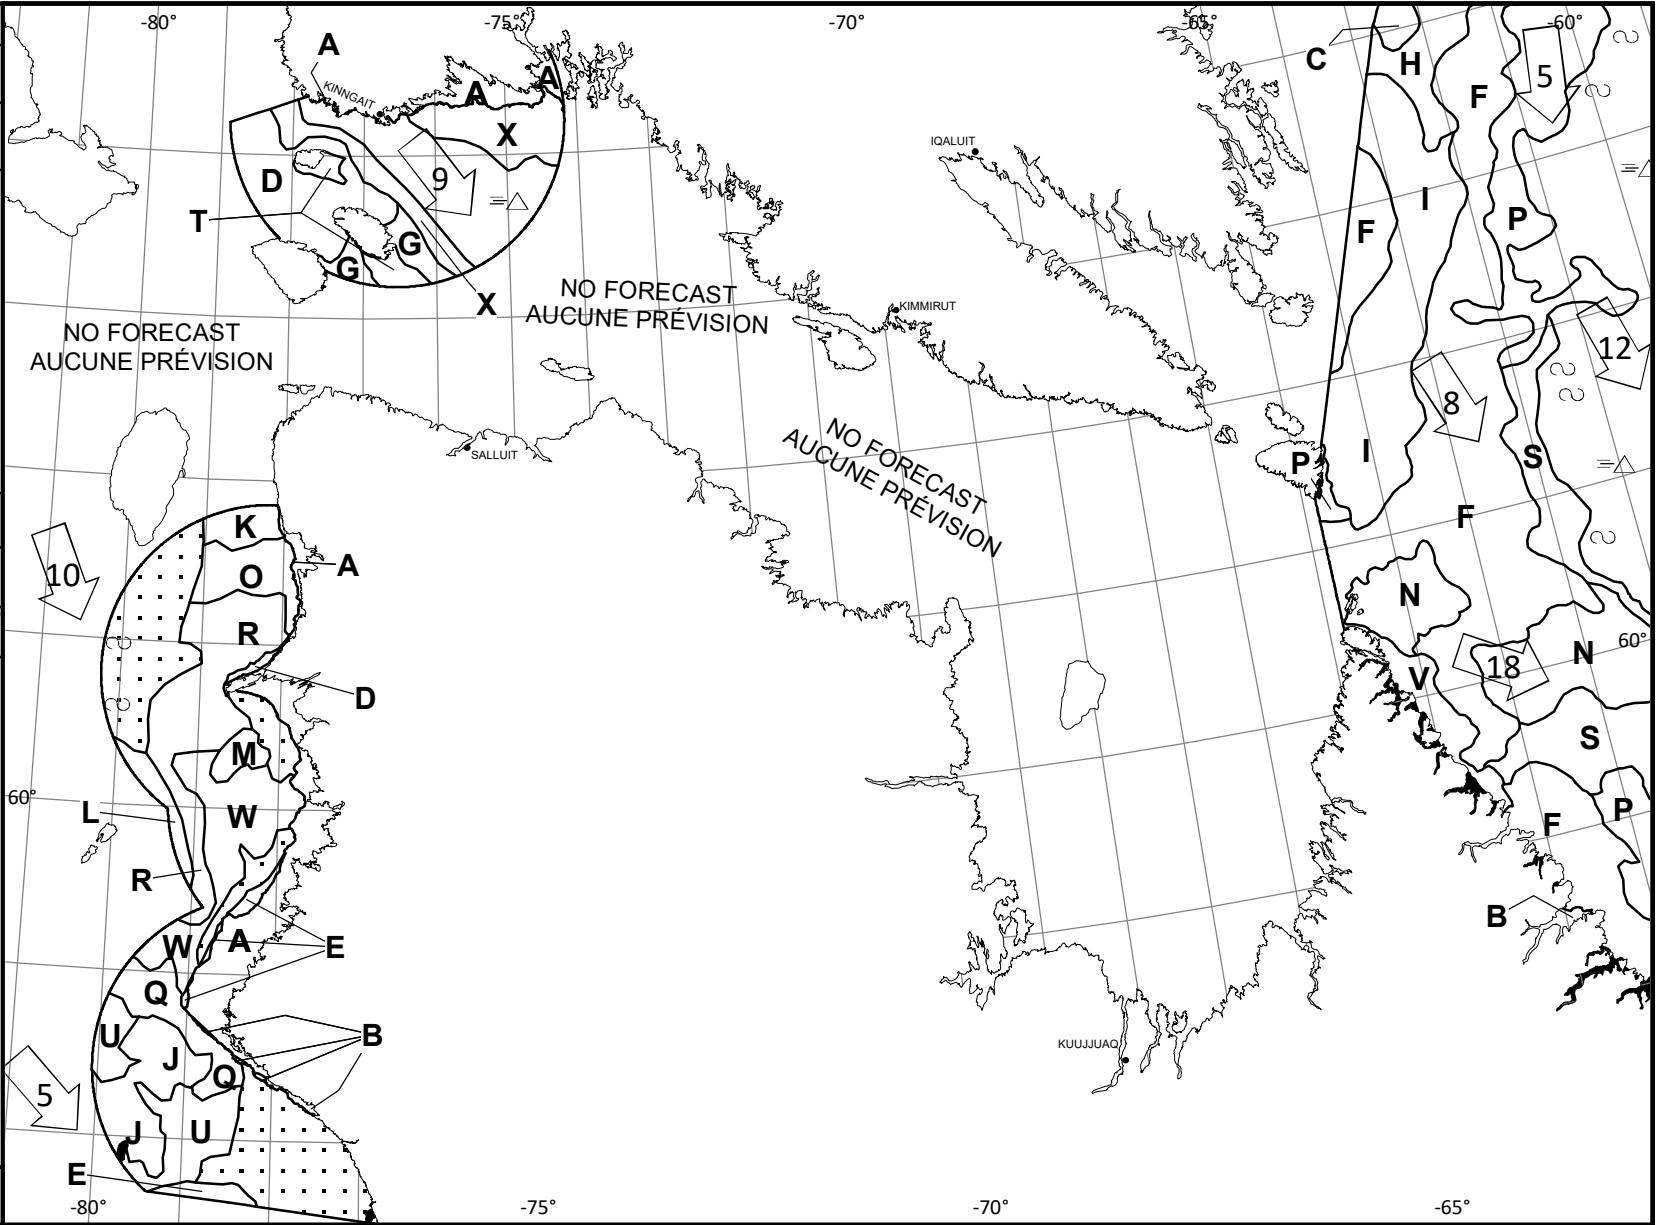 -80°
-75°
-70°
-65°
-60°
A
KINNGAIT
A
A
X
C
H
F
5
IQALUIT
D
9
T
G
G
X
I
F
P
NO FORECAST
AUCUNE PRÉVISION
NO FORECAST
AUCUNE PRÉVISION
KIMMIRUT
12
8
NO FORECAST
AUCUNE PRÉVISION
SALLUIT
P
I
S
F
K
10
O
A
R
D
N
60°
N
18
V
S
M
60°
L
W
F
P
R
B
W
A
E
Q
U
J
Q
B
KUUJJUAQ
5
J
U
E
-80°
-75°
-70°
-65°